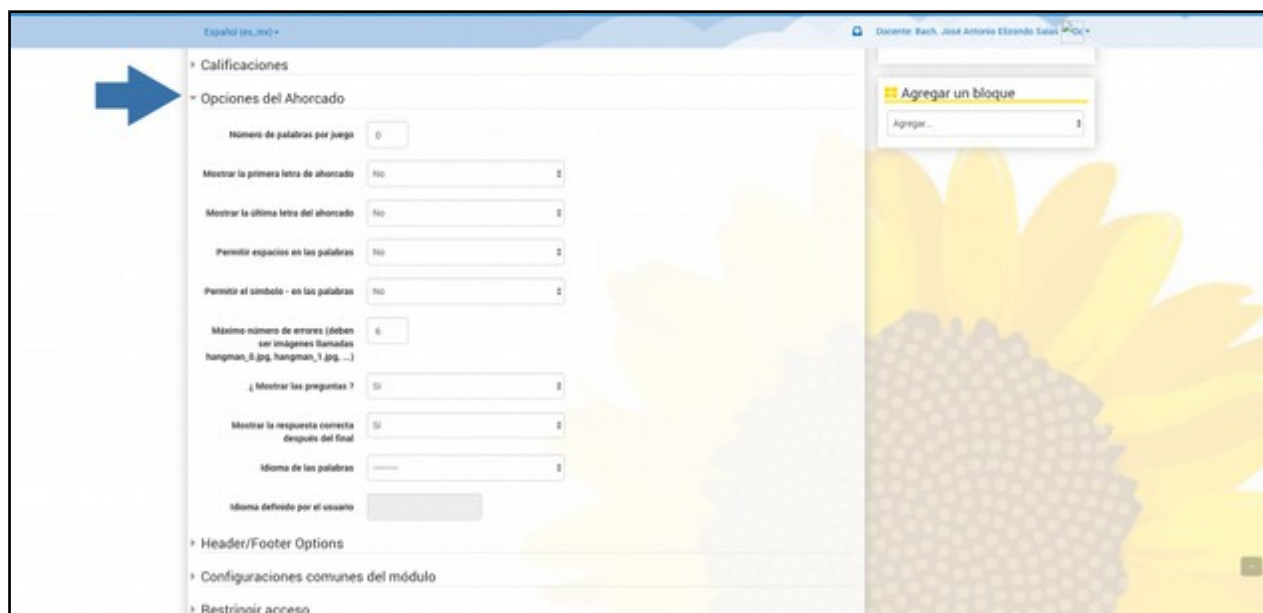 Español (es_mx)
Docente: Bach. José Antonio Elizondo Salas
Calificaciones
Opciones del Ahorcado
Agregar un bloque
Agregar...
Número de palabras por juego 0
Mostrar la primera letra de ahorcado No
Mostrar la última letra del ahorcado No
Permitir espacios en las palabras No
Permitir el símbolo - en las palabras No
Máximo número de errores (deben 6
ser imágenes llamadas
hangman_0.jpg, hangman_1.jpg, ...)
¿ Mostrar las preguntas ? Sí
Mostrar la respuesta correcta Sí
después del final
Idioma de las palabras --------
Idioma definido por el usuario
Header/Footer Options
Configuraciones comunes del módulo
Restringir acceso